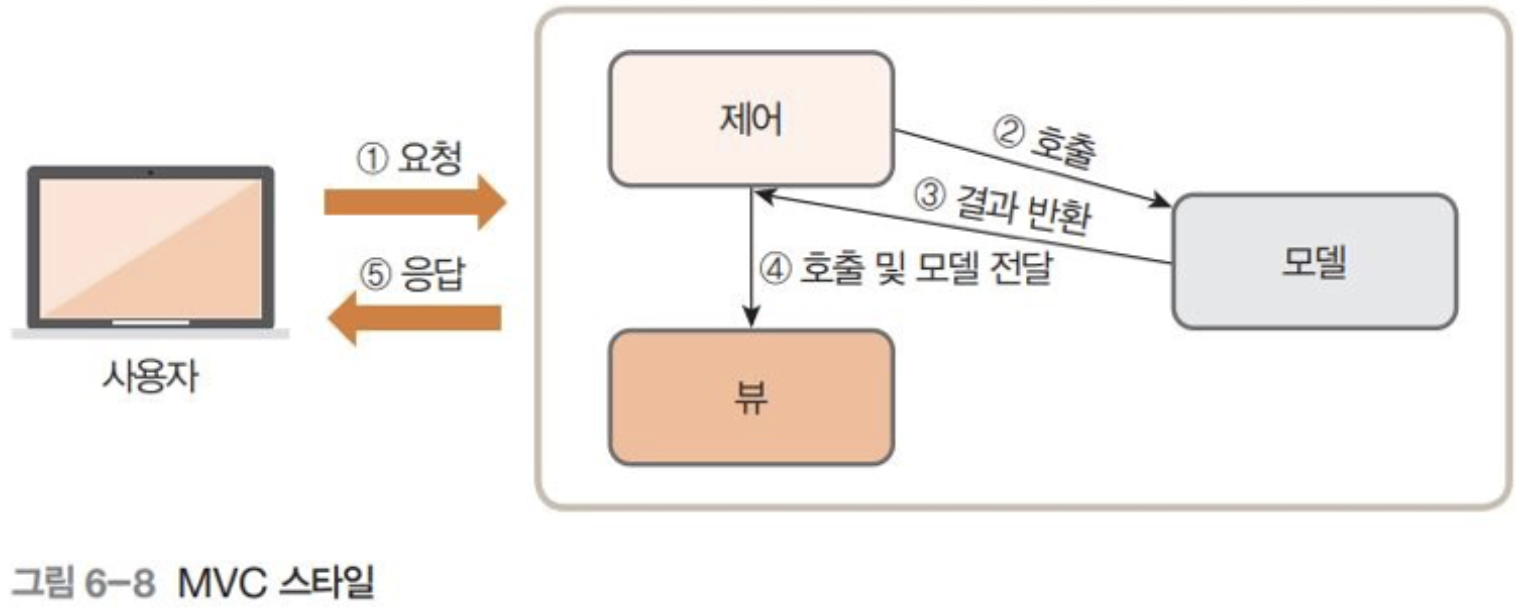 제어
② 호출
① 요청
③ 결과 반환
④ 호출 및 모델 전달
모델
⑤ 응답
사용자
뷰
그림 6-8 MVC 스타일